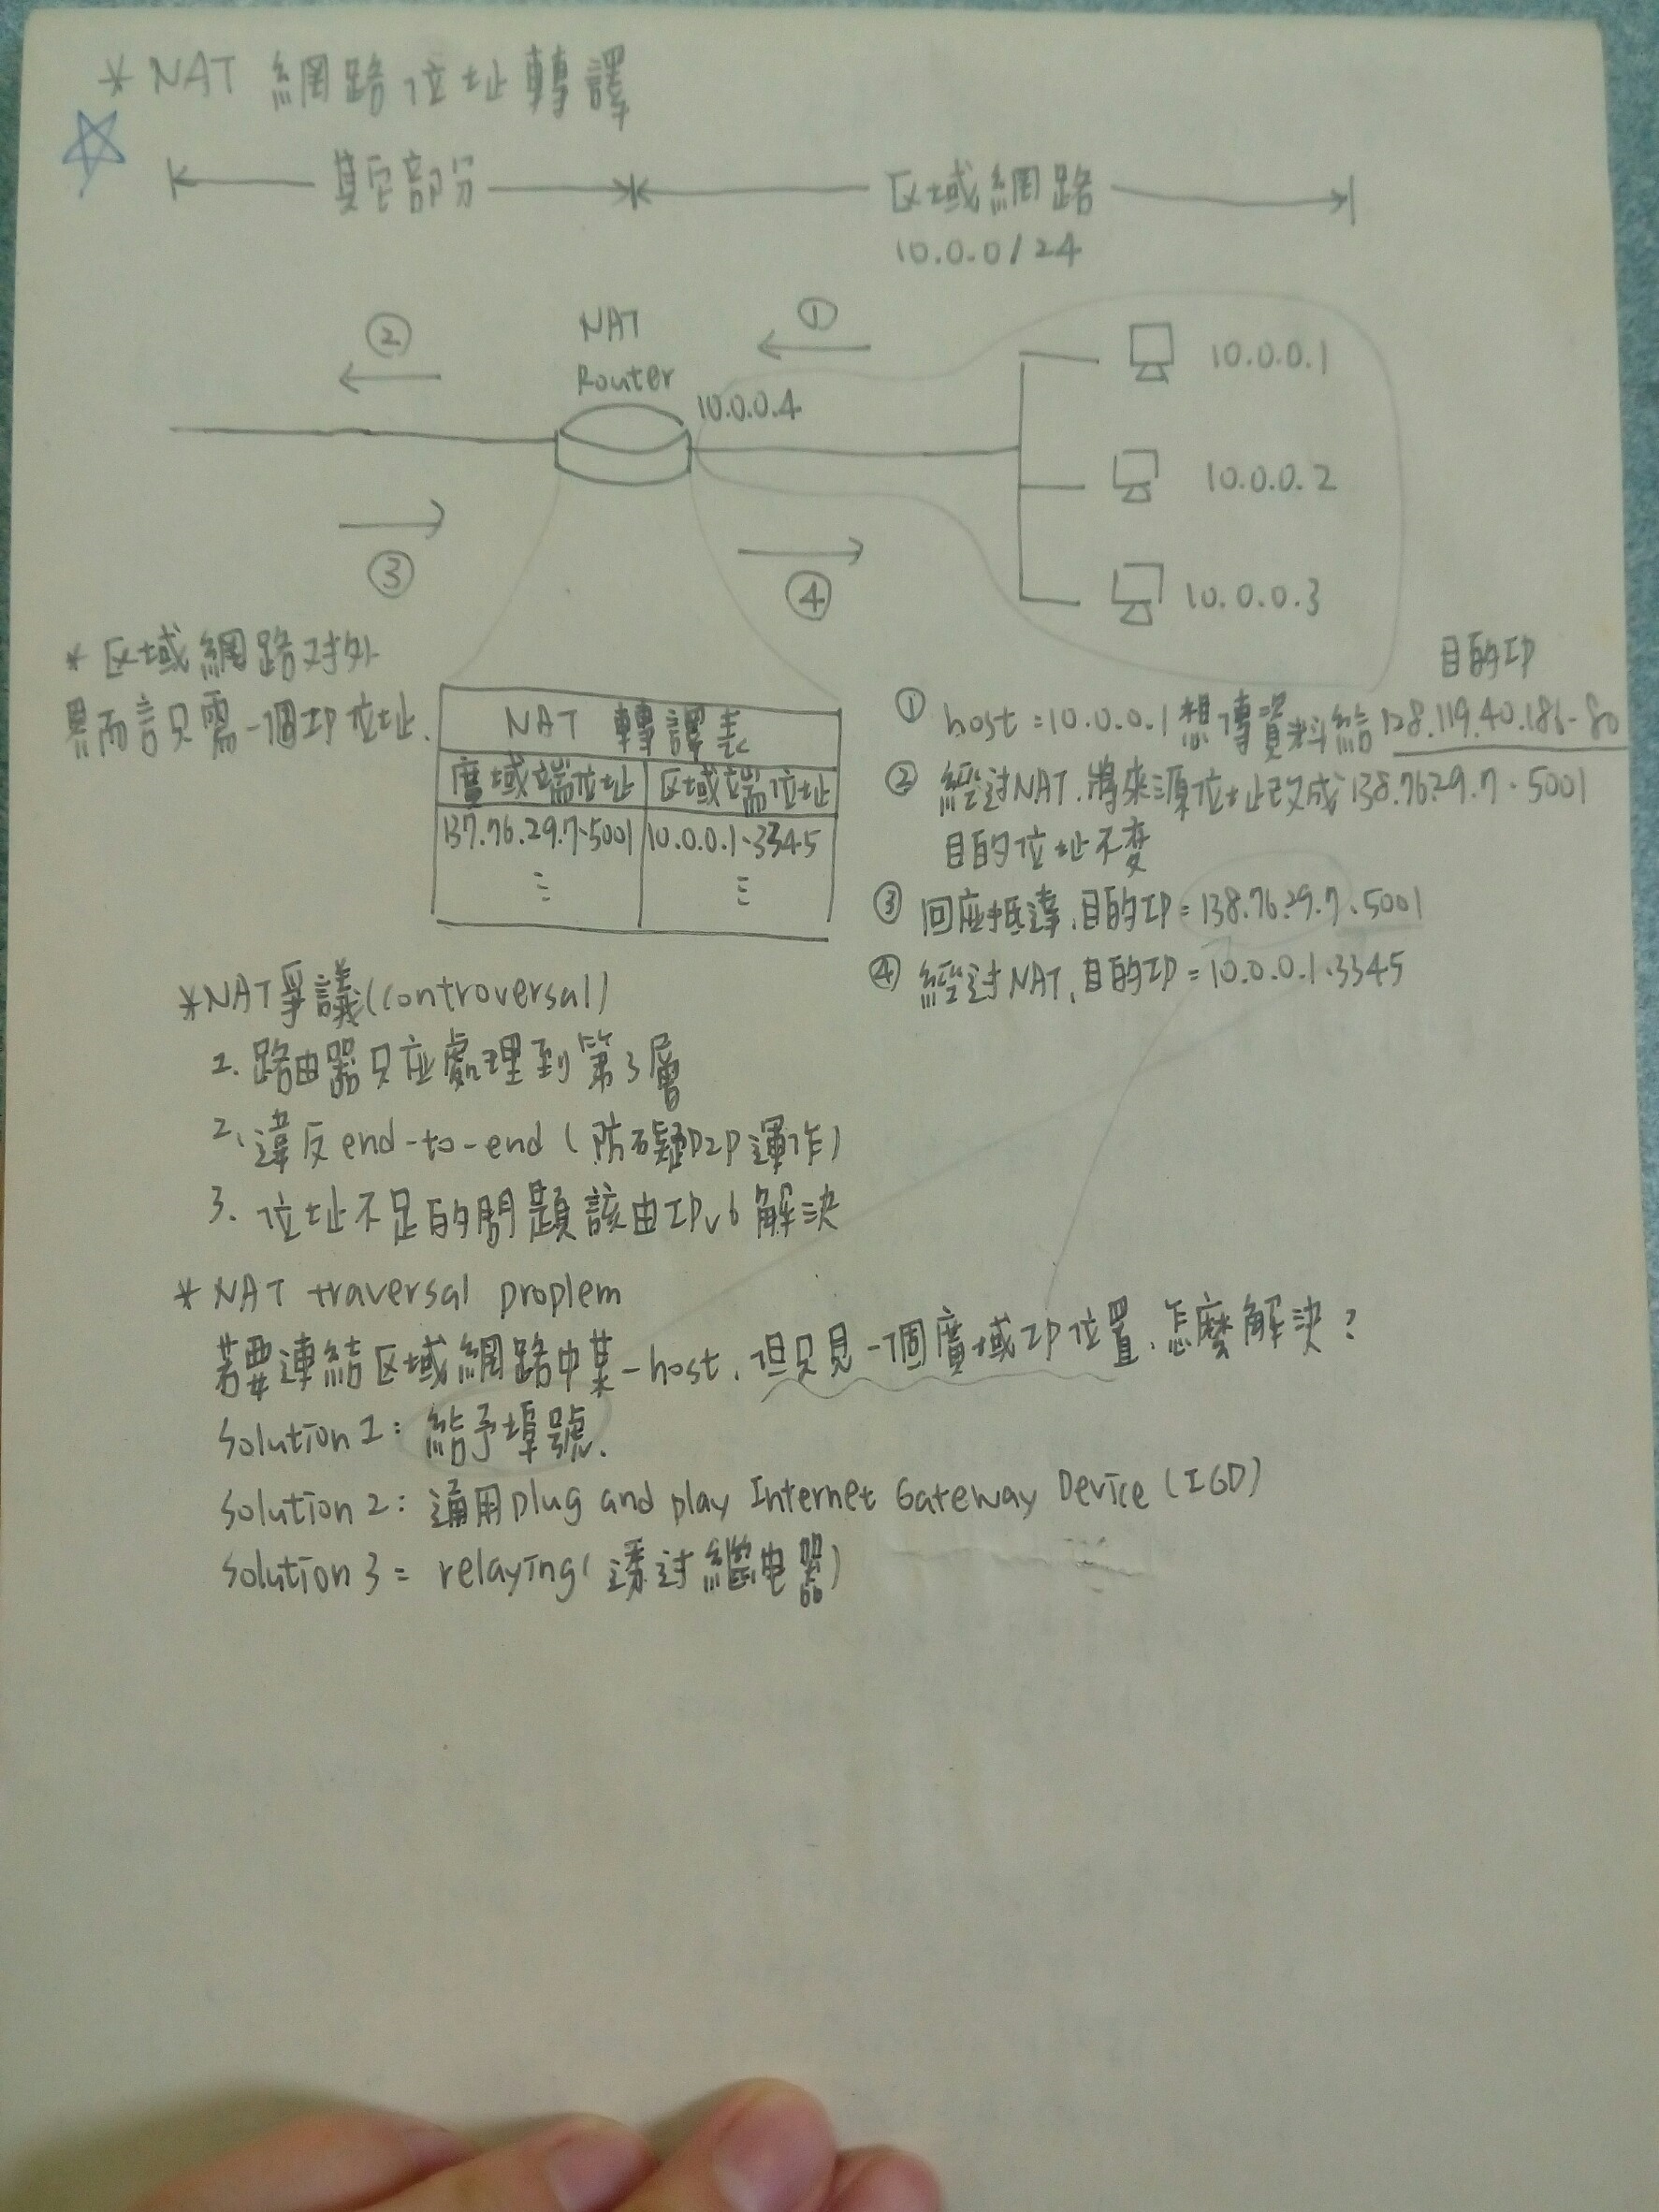 * NAT 網路位址轉譯
其它部分
区域網路
10.0.0/24
②
NAT
Router
①
10.0.0.4
10.0.0.1
10.0.0.2
10.0.0.3
③
④
* 区域網路对外
界而言只需一個IP位址.
NAT 轉譯表
廣域端位址 区域端位址
137.76.29.7.5001 10.0.0.1.3345
⋮ ⋮
目的IP
① host = 10.0.0.1 想傳資料給 128.119.40.186-80
② 經过NAT.將來源位址改成138.76.29.7.5001
目的位址不变
③ 回应抵達.目的IP=138.76.29.7.5001
④ 經过NAT.目的IP=10.0.0.1.3345
*NAT爭議(controversal)
1. 路由器只应處理到第3層
2. 違反end-to-end (防礙P2P運作)
3. 位址不足的問題該由IPv6解決
* NAT traversal proplem
若要連結区域網路中某一host.但只見一個廣域IP位置.怎麼解決?
Solution 1: 給予埠號.
Solution 2: 通用plug and play Internet Gateway Device (IGD)
Solution 3 = relaying(透过繼电器)